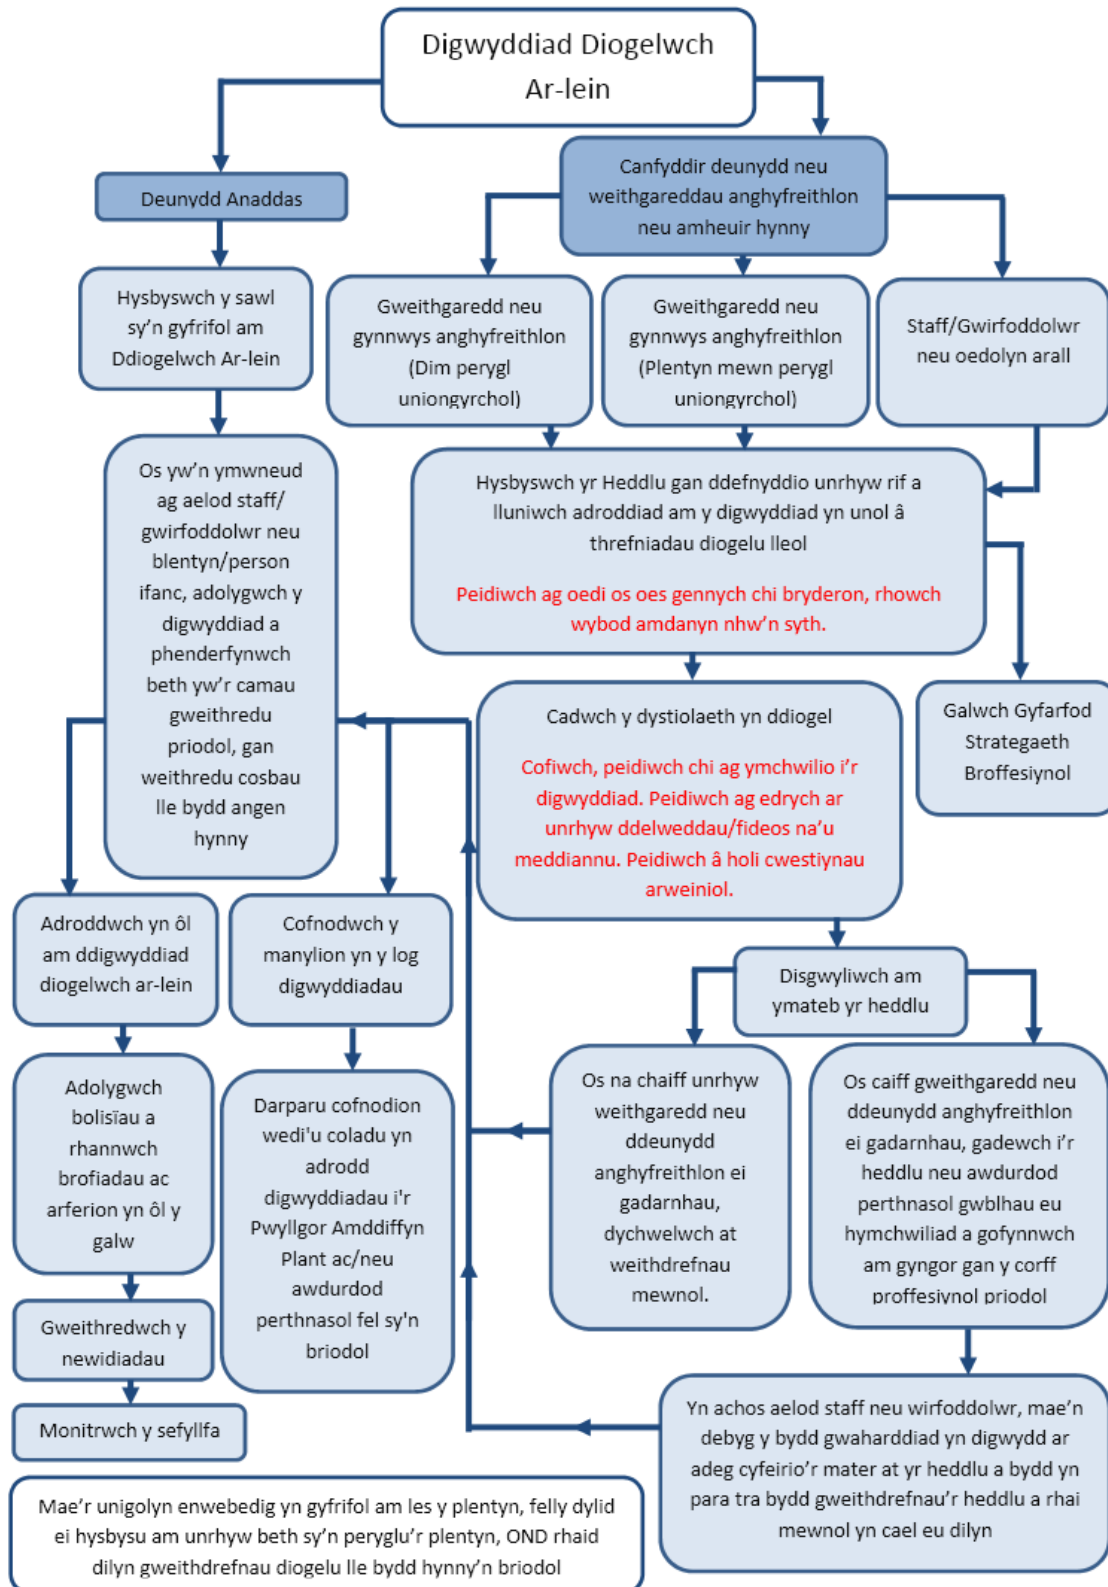 Digwyddiad Diogelwch
Ar-lein
Deunydd Anaddas
Canfyddir deunydd neu
weithgareddau anghyfreithlon
neu amheuir hynny
Hysbyswch y sawl
sy'n gyfrifol am
Ddiogelwch Ar-lein
Gweithgaredd neu
gynnwys anghyfreithlon
(Dim perygl
uniongyrchol)
Gweithgaredd neu
gynnwys anghyfreithlon
(Plentyn mewn perygl
uniongyrchol)
Staff/Gwirfoddolwr
neu oedolyn arall
Os yw'n ymwneud
ag aelod staff/
gwirfoddolwr neu
blentyn/person
ifanc, adolygwch y
digwyddiad a
phenderfynwch
beth yw'r camau
gweithredu
priodol, gan
weithredu cosbau
lle bydd angen
hynny
Hysbyswch yr Heddlu gan ddefnyddio unrhyw rif a
lluniwch adroddiad am y digwyddiad yn unol â
threfniadau diogelu lleol
Peidiwch ag oedi os oes gennych chi bryderon, rhowch
wybod amdanyn nhw'n syth.
Cadwch y dystiolaeth yn ddiogel
Cofiwch, peidiwch chi ag ymchwilio i'r
digwyddiad. Peidiwch ag edrych ar
unrhyw ddelweddau/fideos na'u
meddiannu. Peidiwch â holi cwestiynau
arweiniol.
Galwch Gyfarfod
Strategaeth
Broffesiynol
Adroddwch yn ôl
am ddigwyddiad
diogelwch ar-lein
Cofnodwch y
manylion yn y log
digwyddiadau
Disgwyliwch am
ymateb yr heddlu
Adolygwch
bolisïau a
rhannwch
brofiadau ac
arferion yn ôl y
galw
Darparu cofnodion
wedi'u coladu yn
adrodd
digwyddiadau i'r
Pwyllgor Amddiffyn
Plant ac/neu
awdurdod
perthnasol fel sy'n
briodol
Os na chaiff unrhyw
weithgaredd neu
ddeunydd
anghyfreithlon ei
gadarnhau,
dychwelwch at
weithdrefnau
mewnol.
Os caiff gweithgaredd neu
ddeunydd anghyfreithlon
ei gadarnhau, gadewch i'r
heddlu neu awdurdod
perthnasol gwblhau eu
hymchwiliad a gofynnwch
am gyngor gan y corff
proffesiynol priodol
Gweithredwch y
newidiadau
Monitrwch y sefyllfa
Yn achos aelod staff neu wirfoddolwr, mae'n
debyg y bydd gwaharddiad yn digwydd ar
adeg cyfeirio'r mater at yr heddlu a bydd yn
para tra bydd gweithdrefnau'r heddlu a rhai
mewnol yn cael eu dilyn
Mae'r unigolyn enwebedig yn gyfrifol am les y plentyn, felly dylid
ei hysbysu am unrhyw beth sy'n peryglu'r plentyn, OND rhaid
dilyn gweithdrefnau diogelu lle bydd hynny'n briodol